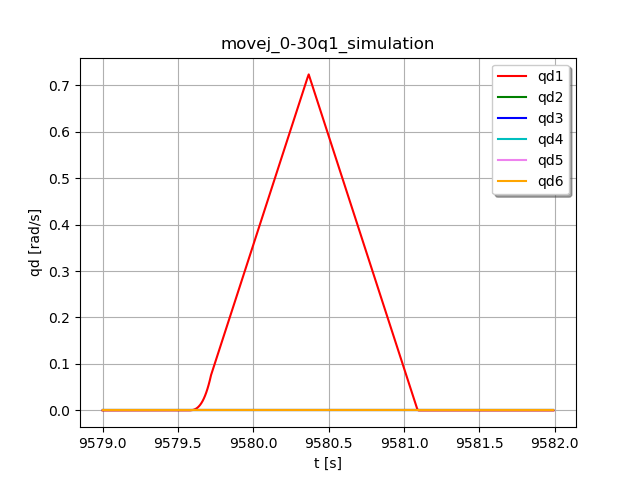 movej_0-30q1_simulation
qd [rad/s]
0.7
0.6
0.5
0.4
0.3
0.2
0.1
0.0
qd1
qd2
qd3
qd4
qd5
qd6
9579.0 9579.5 9580.0 9580.5 9581.0 9581.5 9582.0
t [s]